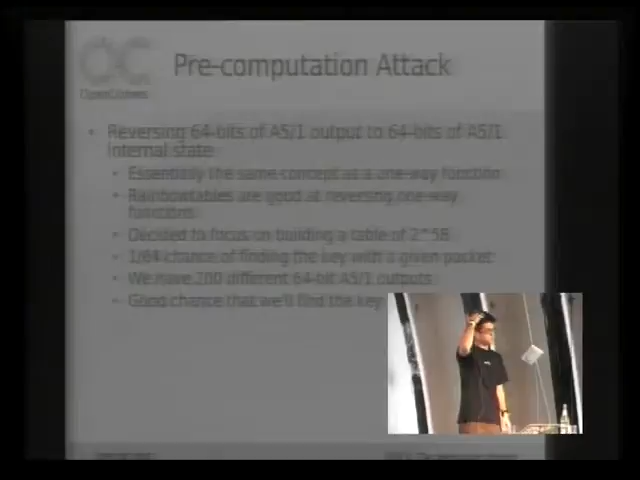 OC
OpenCiphers
Pre-computation Attack
• Reversing 64-bits of A5/1 output to 64-bits of A5/1
internal state
• Essentially the same concept as a one-way function
• Rainbowtables are good at reversing one-way
functions
• Decided to focus on building a table of 2^58
• 1/64 chance of finding the key with a given packet
• We have 200 different 64-bit A5/1 outputs
• Good chance that we'll find the key